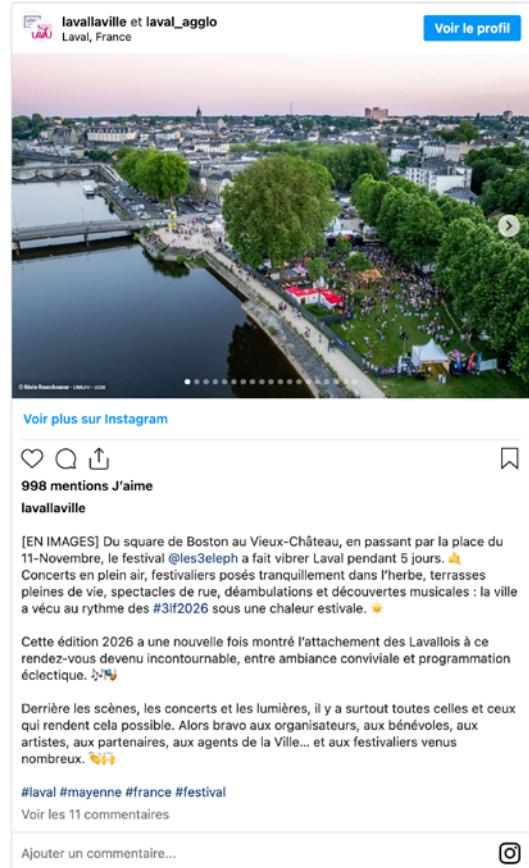 lavallaville et laval_agglo
Laval, France
Voir le profil
Voir plus sur Instagram
998 mentions J’aime
lavallaville
[EN IMAGES] Du square de Boston au Vieux-Château, en passant par la place du
11-Novembre, le festival @les3eleph a fait vibrer Laval pendant 5 jours. 🤙
Concerts en plein air, festivaliers posés tranquillement dans l’herbe, terrasses
pleines de vie, spectacles de rue, déambulations et découvertes musicales : la ville
a vécu au rythme des #3lf2026 sous une chaleur estivale. ☀️
Cette édition 2026 a une nouvelle fois montré l’attachement des Lavallois à ce
rendez-vous devenu incontournable, entre ambiance conviviale et programmation
éclectique. 🎶🎭
Derrière les scènes, les concerts et les lumières, il y a surtout toutes celles et ceux
qui rendent cela possible. Alors bravo aux organisateurs, aux bénévoles, aux
artistes, aux partenaires, aux agents de la Ville... et aux festivaliers venus
nombreux. 👏🙌
#laval #mayenne #france #festival
Voir les 11 commentaires
Ajouter un commentaire...